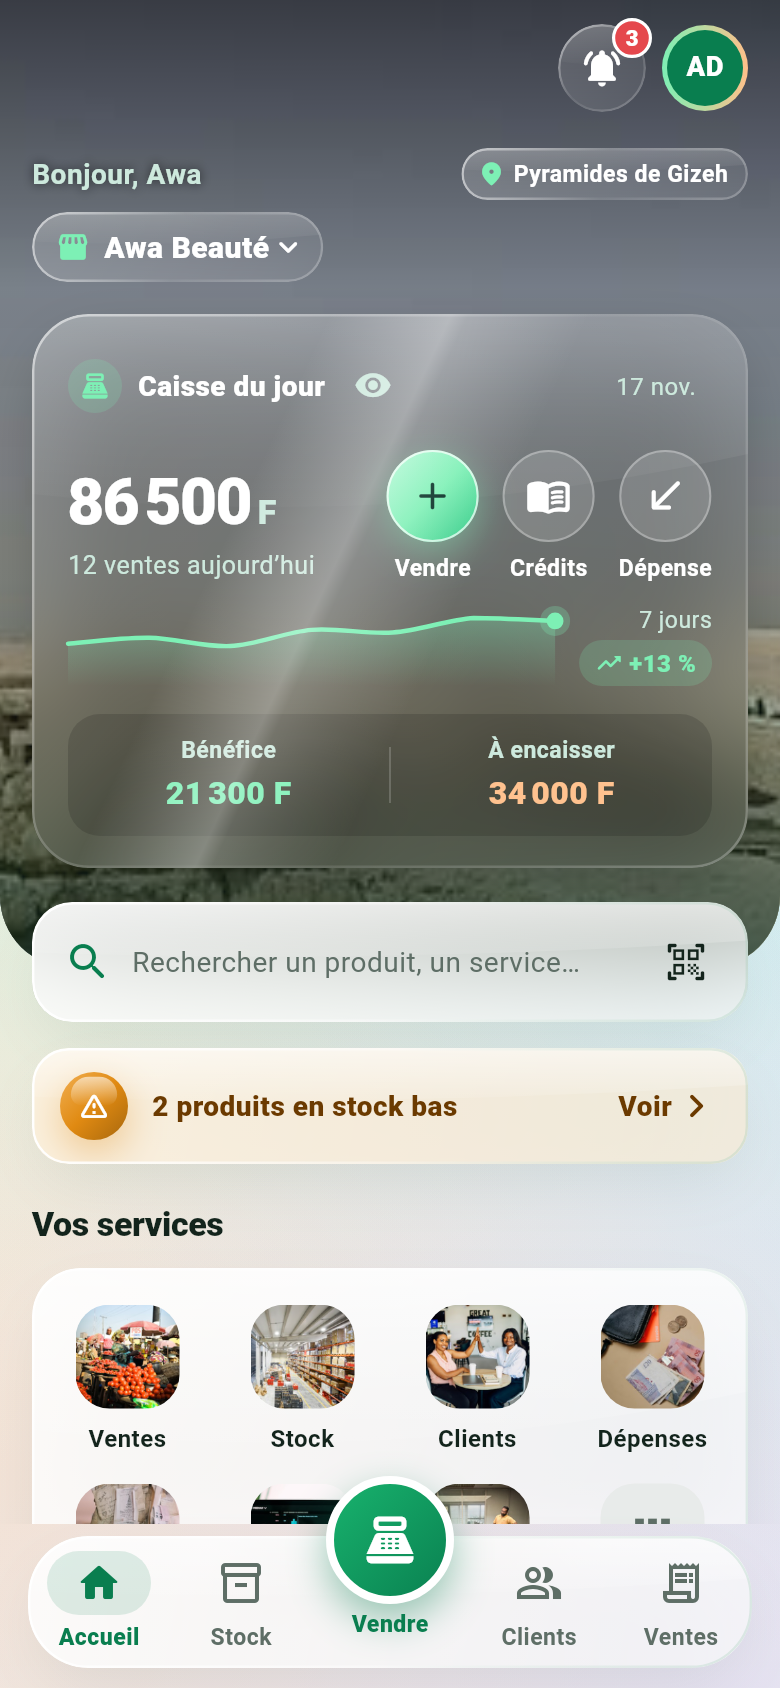 3
AD
Bonjour, Awa
Pyramides de Gizeh
Awa Beauté
Caisse du jour
17 nov.
86 500 F
12 ventes aujourd’hui
Vendre
Crédits
Dépense
7 jours
+13 %
Bénéfice
À encaisser
21 300 F
34 000 F
Rechercher un produit, un service…
2 produits en stock bas
Voir
Vos services
GREAT
COFFEE
Ventes
Stock
Clients
Dépenses
Accueil
Stock
Vendre
Clients
Ventes